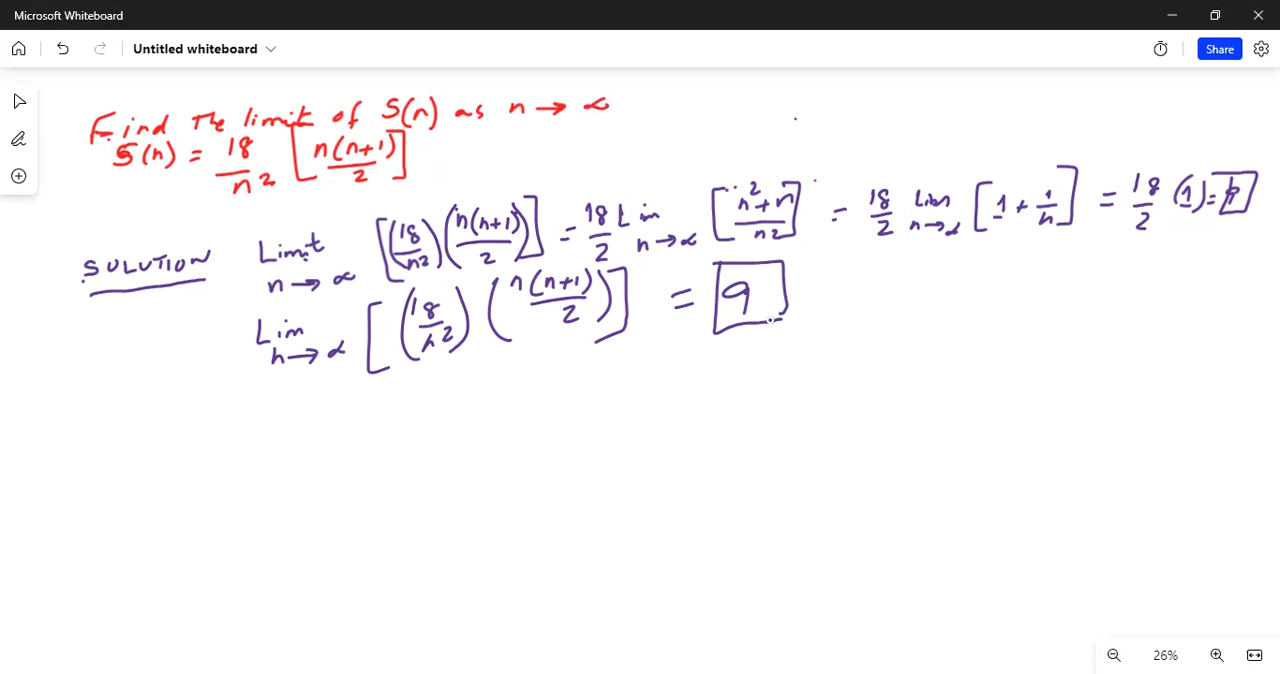 Microsoft Whiteboard
Untitled whiteboard
Share
Find The limit of S(n) as n → ∝
S(n) = 18/n2 [n(n+1)/2]
SOLUTION
Limit n → ∝ [(18/n2)(n(n+1)/2)] = 18/2 Lim n → ∝ [n²+n/n2] = 18/2 Lim n → ∝ [1 + 1/n] = 18/2 (1) = 9
Lim n → ∝ [(18/n2)(n(n+1)/2)] = 9
26%